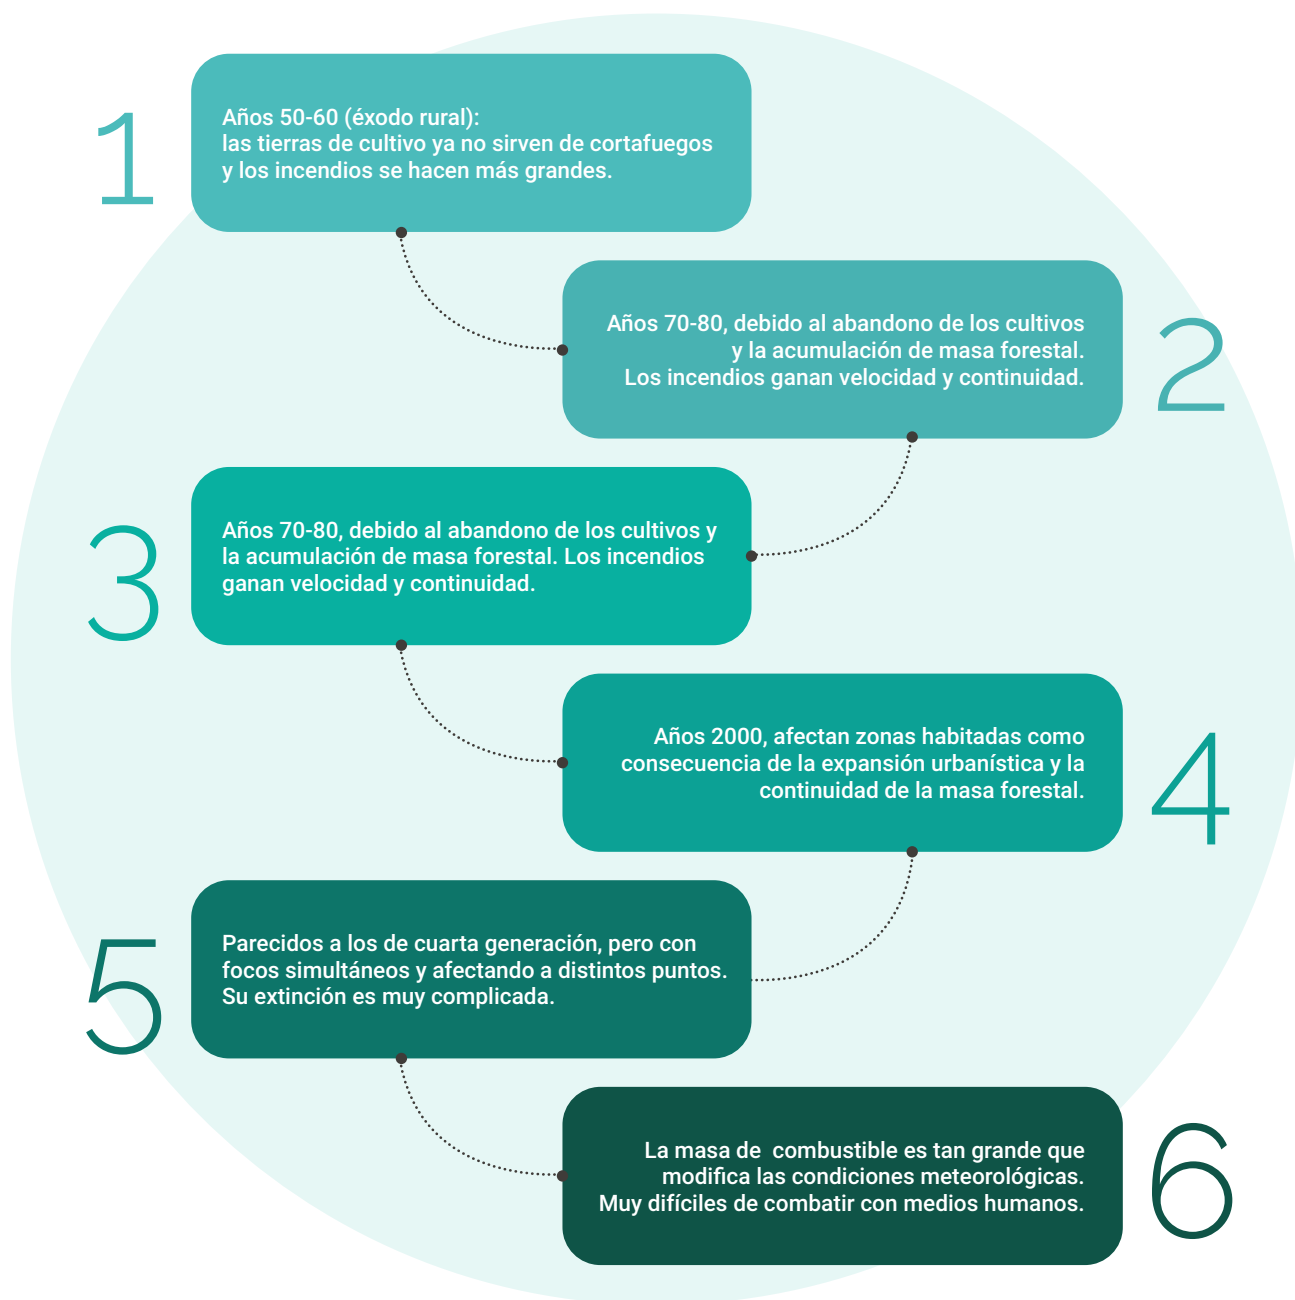 1
Años 50-60 (éxodo rural):
las tierras de cultivo ya no sirven de cortafuegos
y los incendios se hacen más grandes.
2
Años 70-80, debido al abandono de los cultivos
y la acumulación de masa forestal.
Los incendios ganan velocidad y continuidad.
3
Años 70-80, debido al abandono de los cultivos y
la acumulación de masa forestal. Los incendios
ganan velocidad y continuidad.
4
Años 2000, afectan zonas habitadas como
consecuencia de la expansión urbanística y la
continuidad de la masa forestal.
5
Parecidos a los de cuarta generación, pero con
focos simultáneos y afectando a distintos puntos.
Su extinción es muy complicada.
6
La masa de  combustible es tan grande que
modifica las condiciones meteorológicas.
Muy difíciles de combatir con medios humanos.